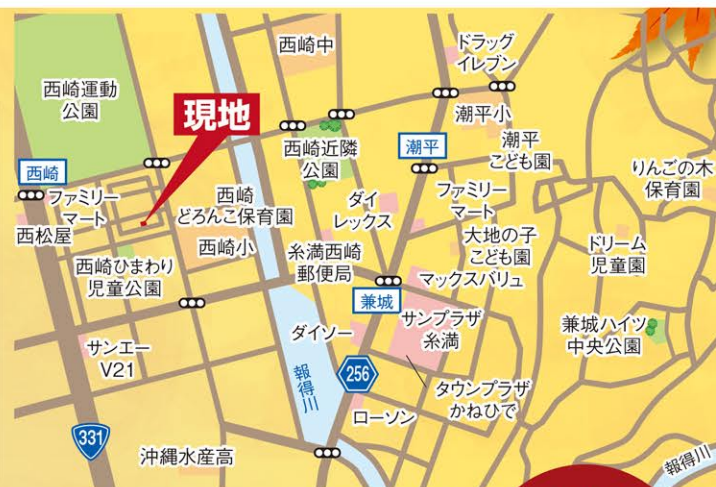 西崎中
ドラッグ
イレブン
西崎運動
公園
現地
潮平小
西崎近隣
公園
潮平
潮平
こども園
西崎
りんごの木
保育園
ファミリー
マート
西崎
どろんこ保育園
ダイ
レックス
ファミリー
マート
西松屋
西崎小
糸満西崎
郵便局
大地の子
こども園
ドリーム
児童園
西崎ひまわり
児童公園
マックスバリュ
兼城
サンプラザ
糸満
兼城ハイツ
中央公園
ダイソー
サンエー
V21
報得川
256
タウンプラザ
かねひで
ローソン
331
沖縄水産高
報得川